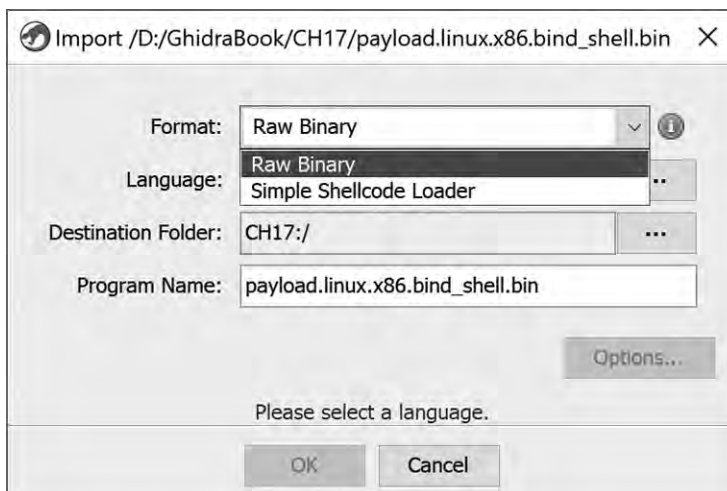 Import /D:/GhidraBook/CH17/payload.linux.x86.bind_shell.bin
Format: Raw Binary
Raw Binary
Language: ..
Simple Shellcode Loader
Destination Folder: CH17:/ ...
Program Name: payload.linux.x86.bind_shell.bin
Options...
Please select a language.
OK Cancel